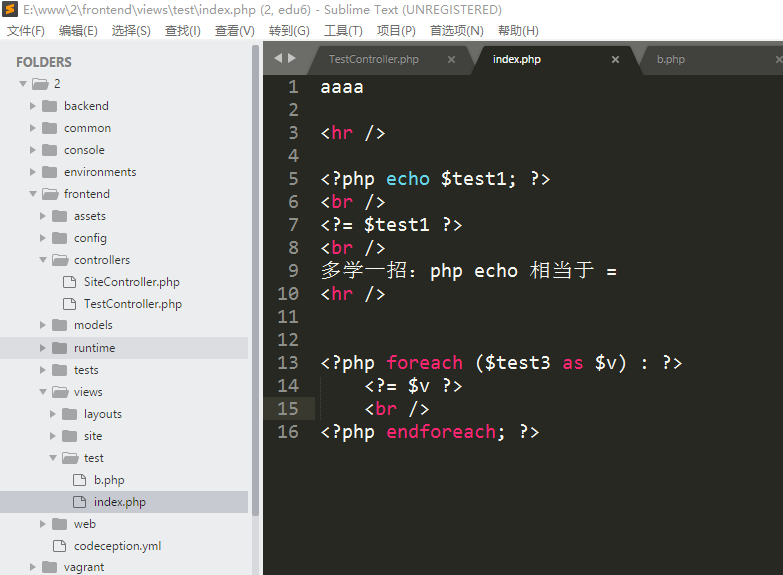 E:\www\2\frontend\views\test\index.php (2, edu6) - Sublime Text (UNREGISTERED)
文件(F) 编辑(E) 选择(S) 查找(I) 查看(V) 转到(G) 工具(T) 项目(P) 首选项(N) 帮助(H)
FOLDERS
2
backend
common
console
environments
frontend
assets
config
controllers
SiteController.php
TestController.php
models
runtime
tests
views
layouts
site
test
b.php
index.php
web
codeception.yml
vagrant
TestController.php × index.php × b.php ×
1 aaaa
2
3 <hr />
4
5 <?php echo $test1; ?>
6 <br />
7 <?= $test1 ?>
8 <br />
9 多学一招：php echo 相当于 =
10 <hr />
11
12
13 <?php foreach ($test3 as $v) : ?>
14 <?= $v ?>
15 <br />
16 <?php endforeach; ?>